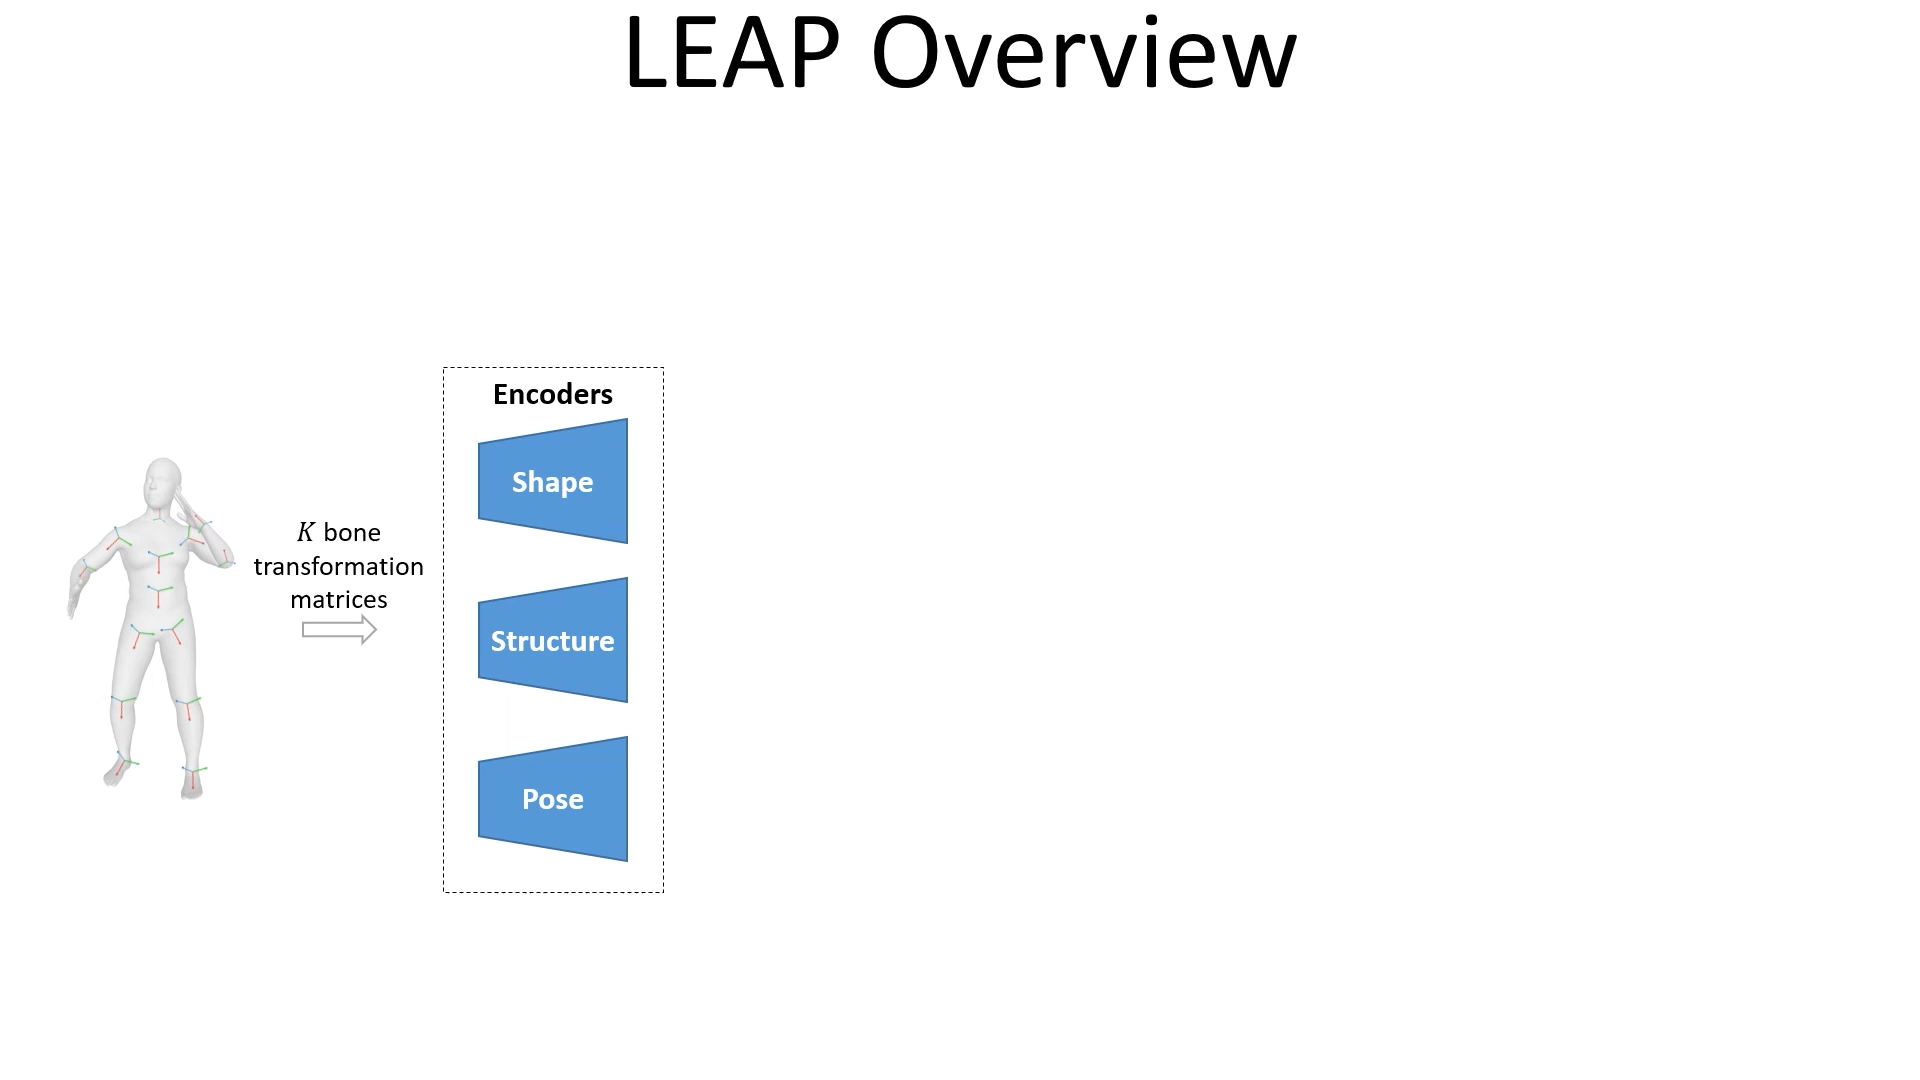 LEAP Overview
Encoders
Shape
K bone
transformation
matrices
Structure
Pose